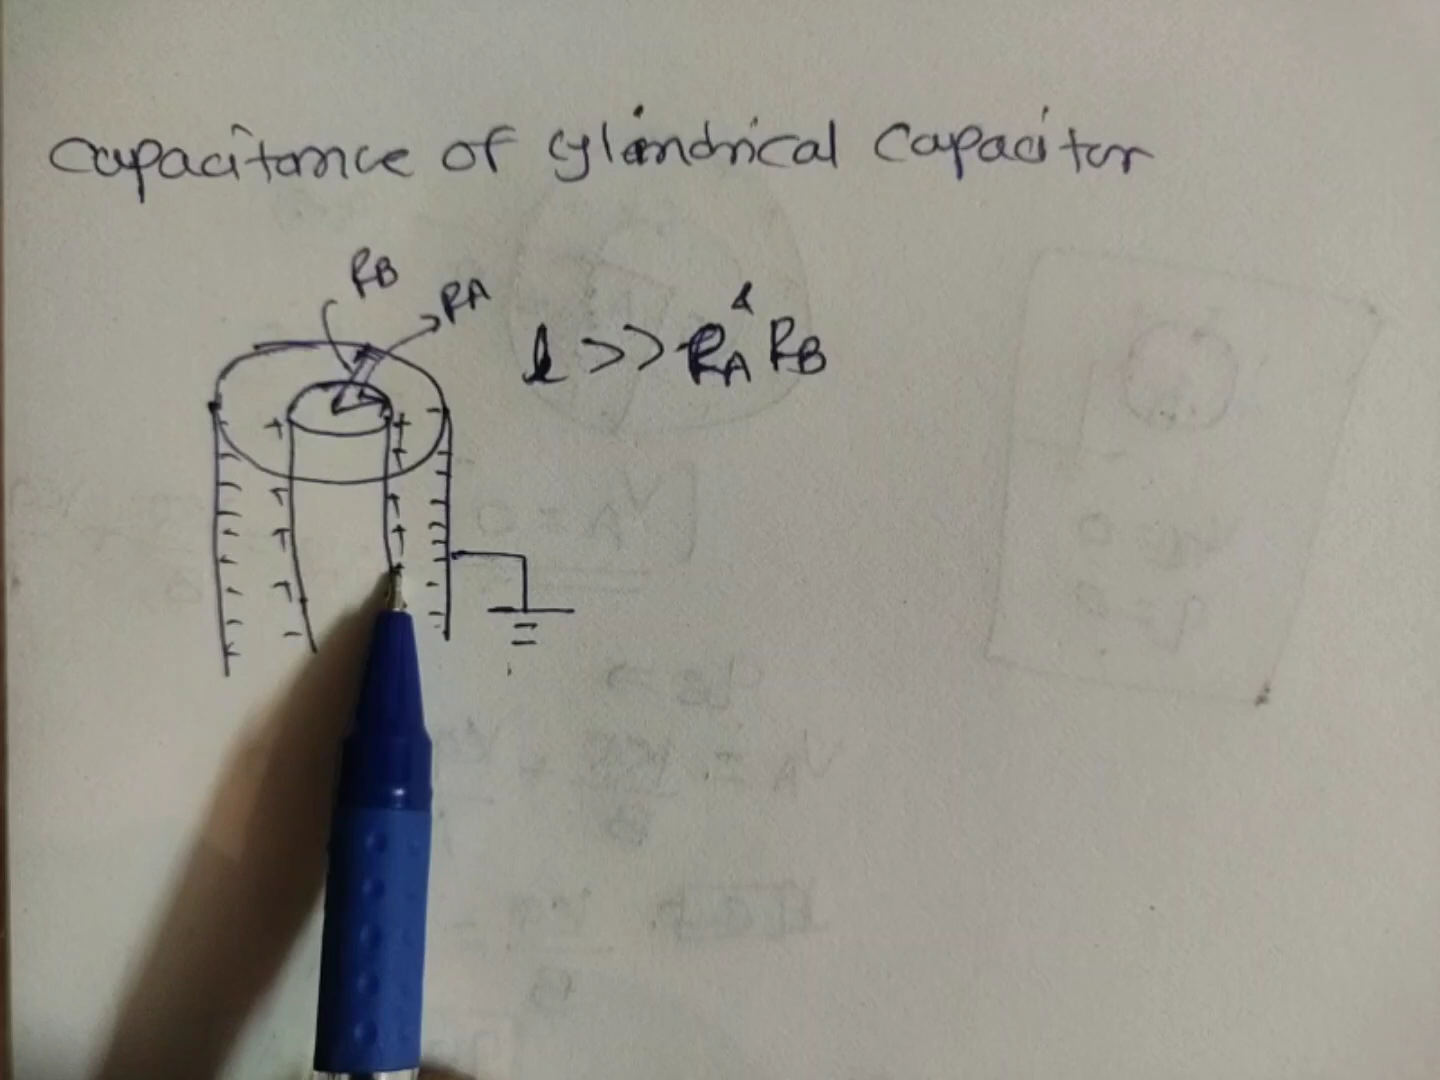 Capacitance of cylindrical capacitor
RB
RA
l >> RA & RB